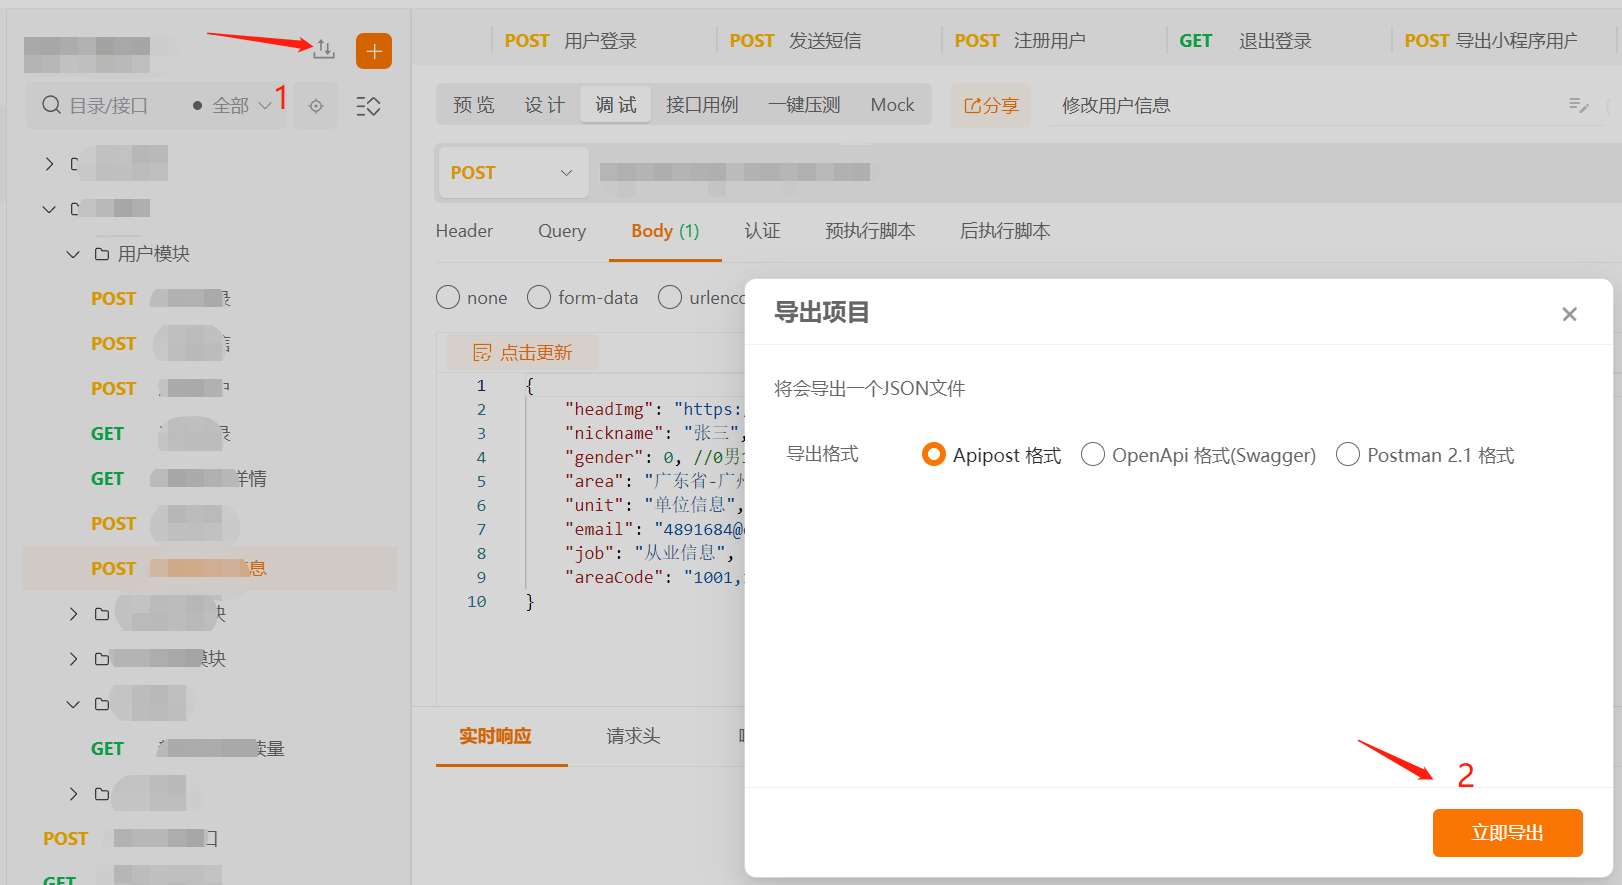 POST 用户登录
POST 发送短信
POST 注册用户
GET 退出登录
POST 导出小程序用户
目录/接口
全部
1
预 览
设 计
调 试
接口用例
一键压测
Mock
分享
修改用户信息
POST
Header
Query
Body (1)
认证
预执行脚本
后执行脚本
用户模块
POST
POST
POST
GET
GET 详情
POST
POST 息
块
模块
GET 读量
POST 口
GET
none
form-data
urlenco
点击更新
1 {
2 "headImg": "https:
3 "nickname": "张三",
4 "gender": 0, //0男
5 "area": "广东省-广州
6 "unit": "单位信息",
7 "email": "4891684@
8 "job": "从业信息",
9 "areaCode": "1001,
10 }
实时响应
请求头
导出项目
×
将会导出一个JSON文件
导出格式
Apipost 格式
OpenApi 格式(Swagger)
Postman 2.1 格式
2
立即导出